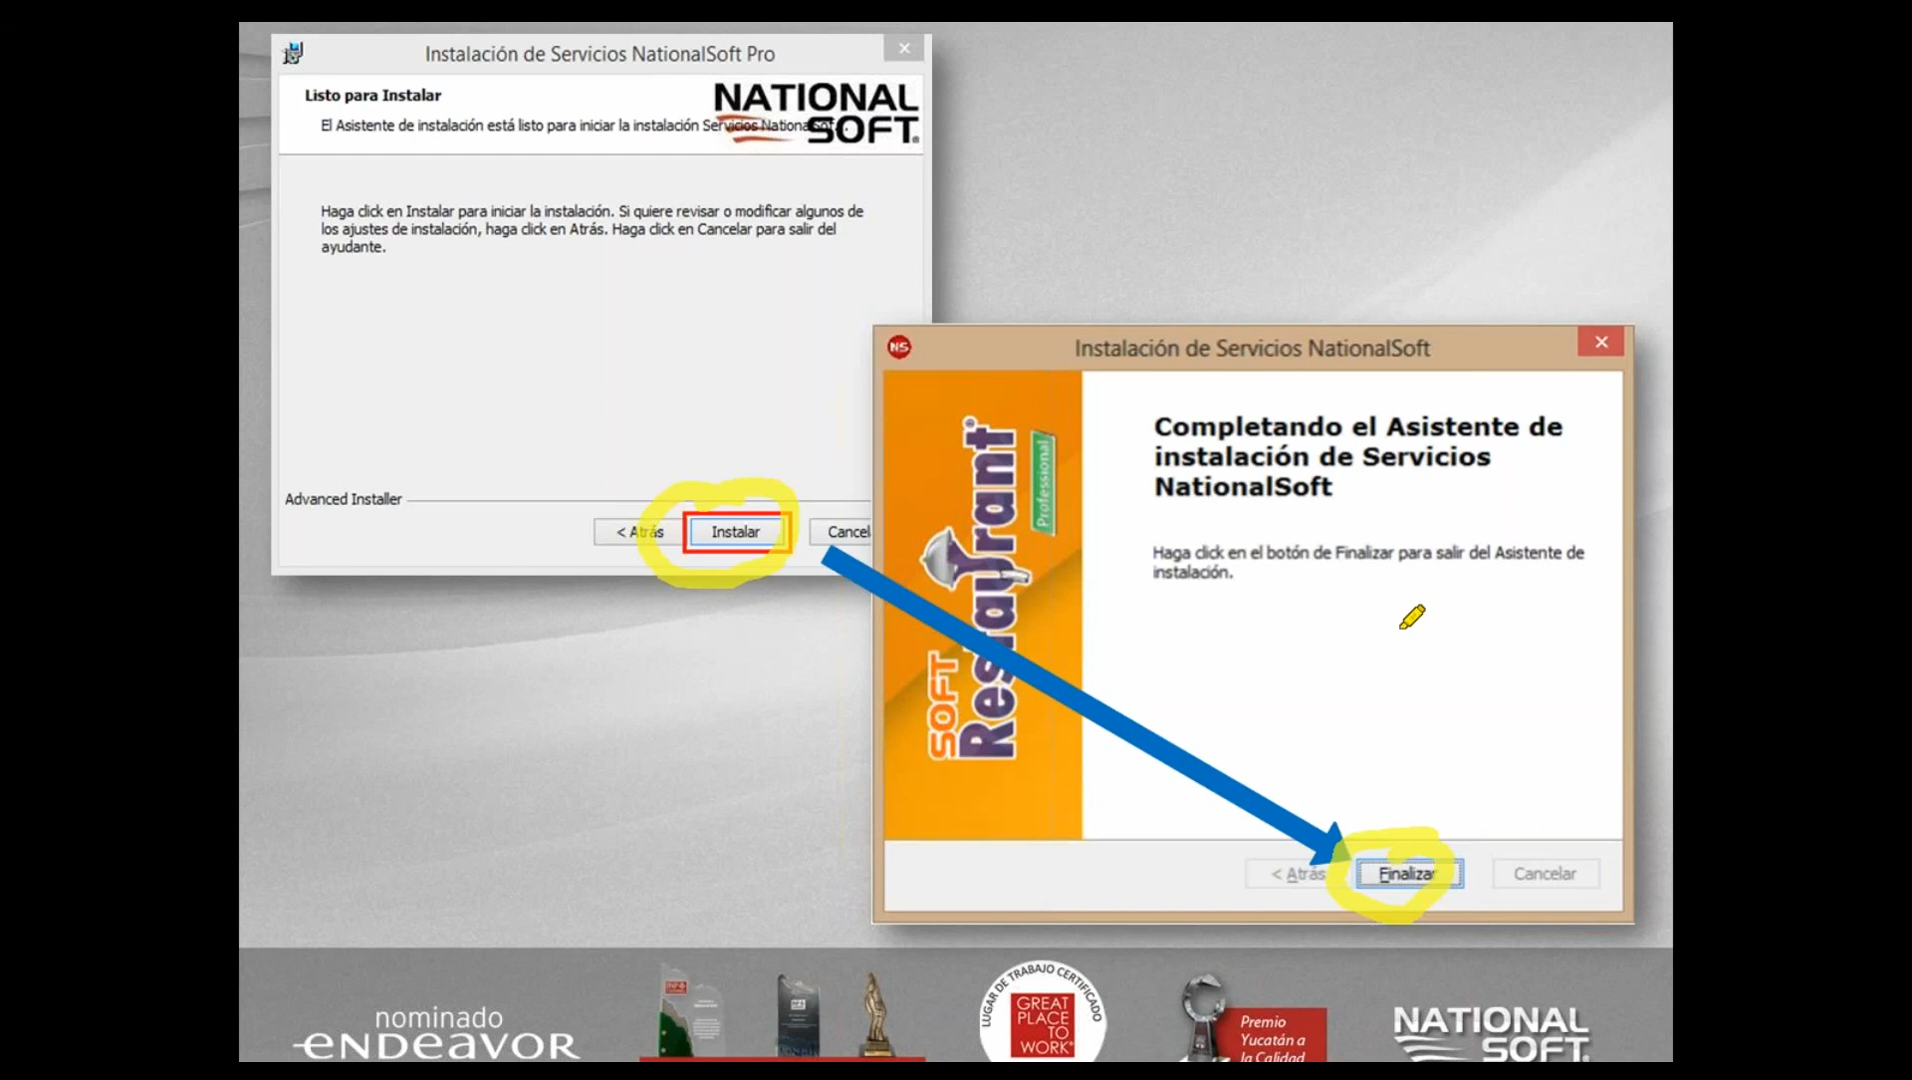 Instalación de Servicios NationalSoft Pro
Listo para Instalar
El Asistente de instalación está listo para iniciar la instalación Servicios NationalSof...
NATIONAL
SOFT®
Haga click en Instalar para iniciar la instalación. Si quiere revisar o modificar algunos de
los ajustes de instalación, haga click en Atrás. Haga click en Cancelar para salir del
ayudante.
Advanced Installer
< Atrás
Instalar
Cancel
NS
Instalación de Servicios NationalSoft
SOFT
Restaurant®
Professional
Completando el Asistente de
instalación de Servicios
NationalSoft
Haga click en el botón de Finalizar para salir del Asistente de
instalación.
< Atrás
Finalizar
Cancelar
nominado
enDeavor
LUGAR DE TRABAJO CERTIFICADO
GREAT
PLACE
TO
WORK®
Premio
Yucatán a
la Calidad
NATIONAL
SOFT®